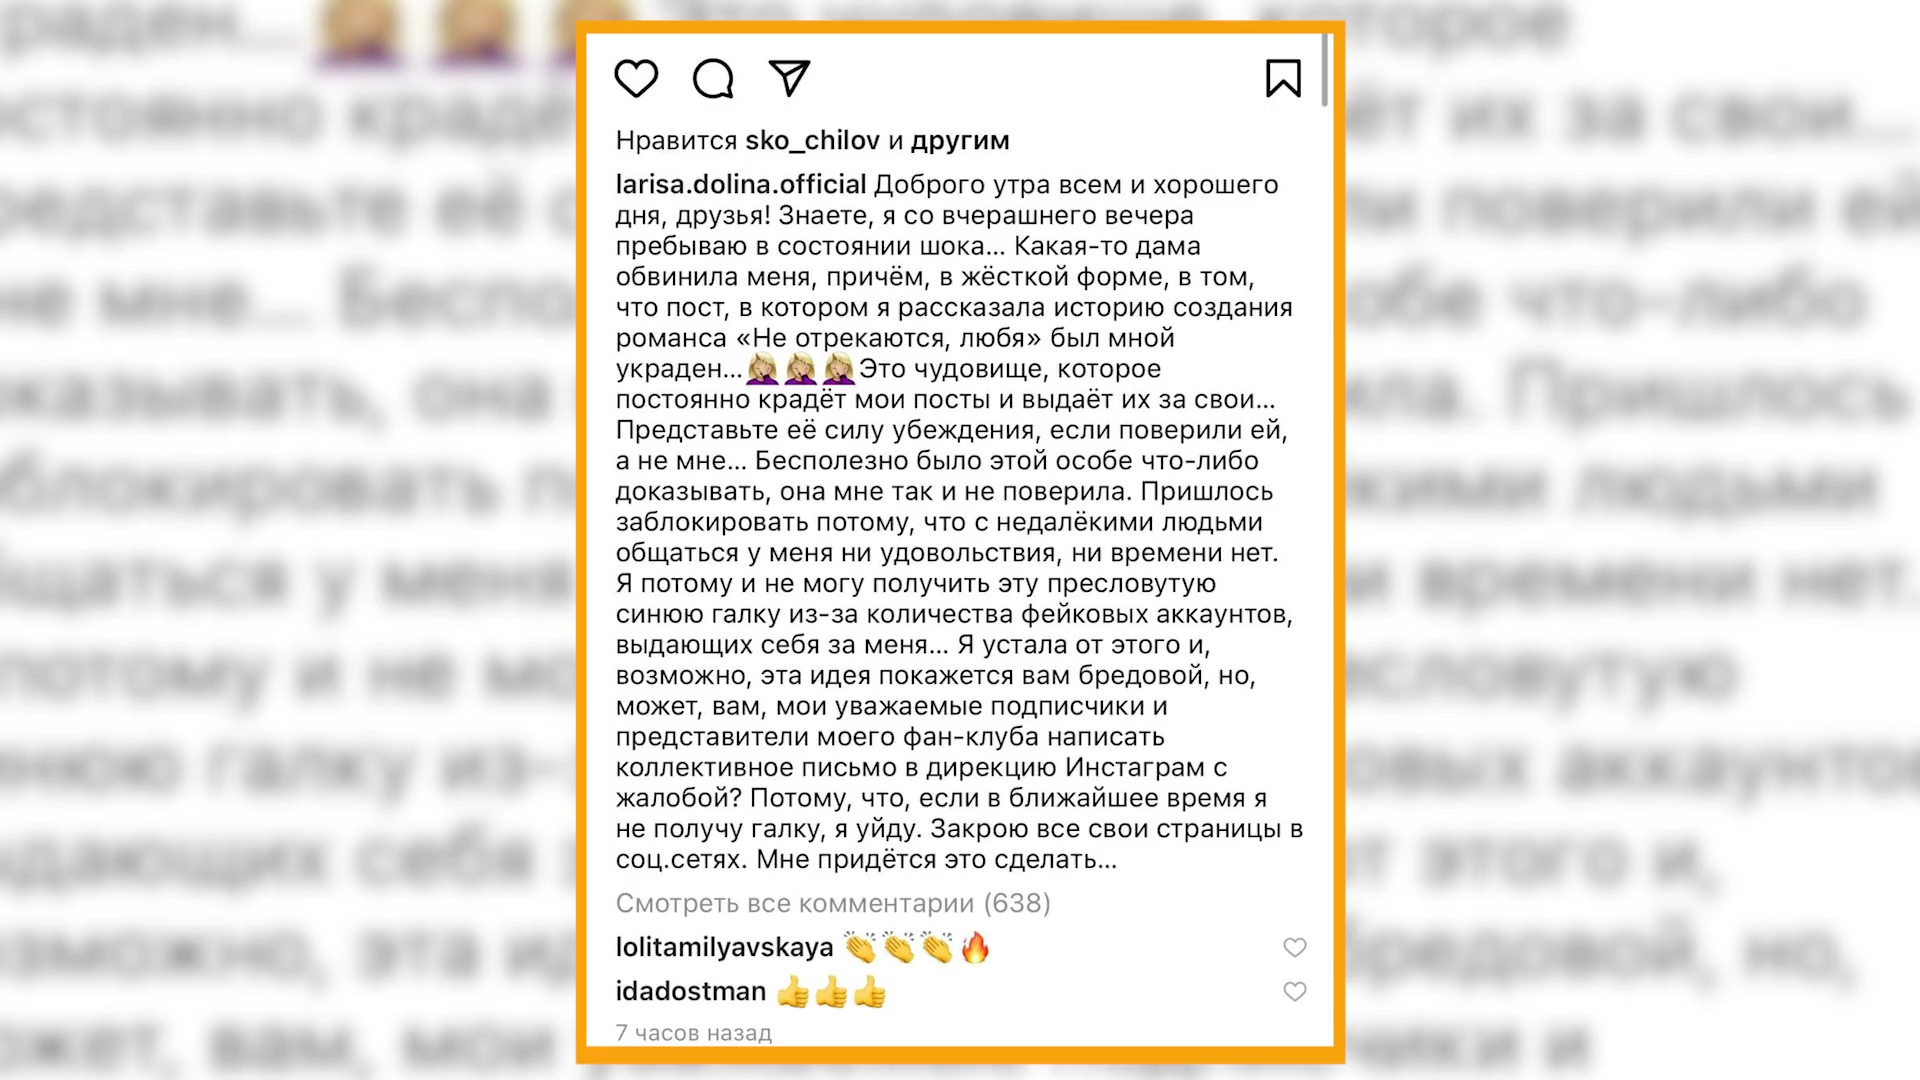 Нравится sko_chilov и другим
larisa.dolina.official Доброго утра всем и хорошего
дня, друзья! Знаете, я со вчерашнего вечера
пребываю в состоянии шока... Какая-то дама
обвинила меня, причём, в жёсткой форме, в том,
что пост, в котором я рассказала историю создания
романса «Не отрекаются, любя» был мной
украден...🤦🏼‍♀️🤦🏼‍♀️🤦🏼‍♀️Это чудовище, которое
постоянно крадёт мои посты и выдаёт их за свои...
Представьте её силу убеждения, если поверили ей,
а не мне... Бесполезно было этой особе что-либо
доказывать, она мне так и не поверила. Пришлось
заблокировать потому, что с недалёкими людьми
общаться у меня ни удовольствия, ни времени нет.
Я потому и не могу получить эту пресловутую
синюю галку из-за количества фейковых аккаунтов,
выдающих себя за меня... Я устала от этого и,
возможно, эта идея покажется вам бредовой, но,
может, вам, мои уважаемые подписчики и
представители моего фан-клуба написать
коллективное письмо в дирекцию Инстаграм с
жалобой? Потому, что, если в ближайшее время я
не получу галку, я уйду. Закрою все свои страницы в
соц.сетях. Мне придётся это сделать...
Смотреть все комментарии (638)
lolitamilyavskaya 👏👏👏🔥
idadostman 👍👍👍
7 часов назад